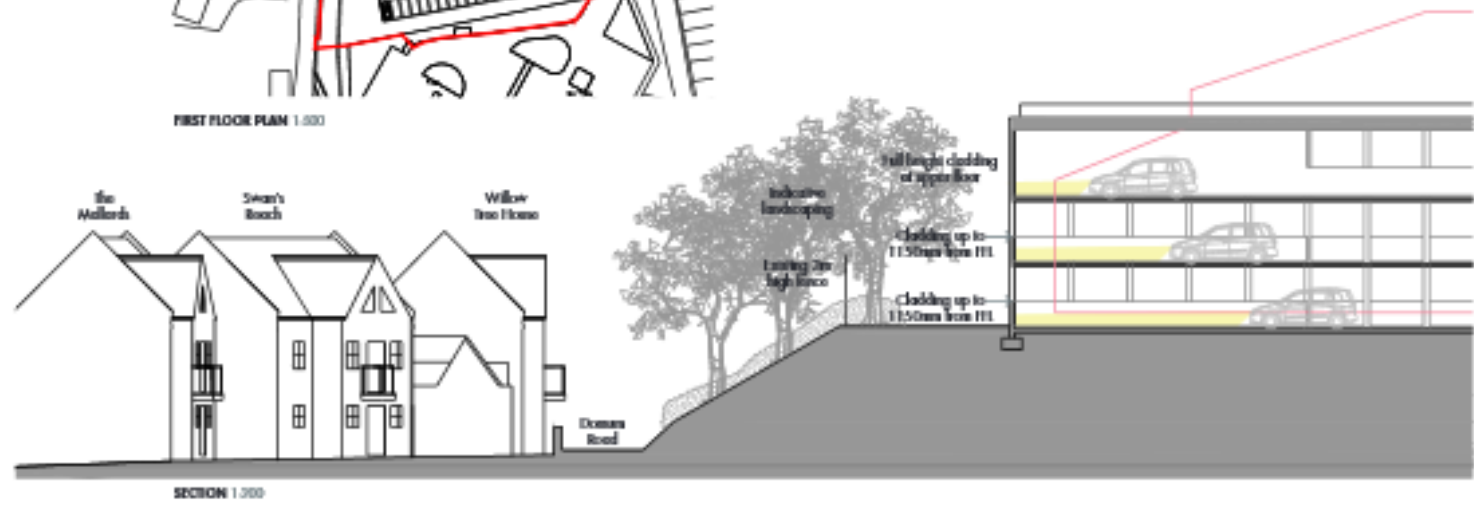 FIRST FLOOR PLAN 1:500
The
Mallards
Swan's
Reach
Willow
Tree House
Indicative
landscaping
Existing 2m
high fence
Full height cladding
at upper floor
Cladding up to
1150mm from FFL
Cladding up to
1150mm from FFL
Domum
Road
SECTION 1:200